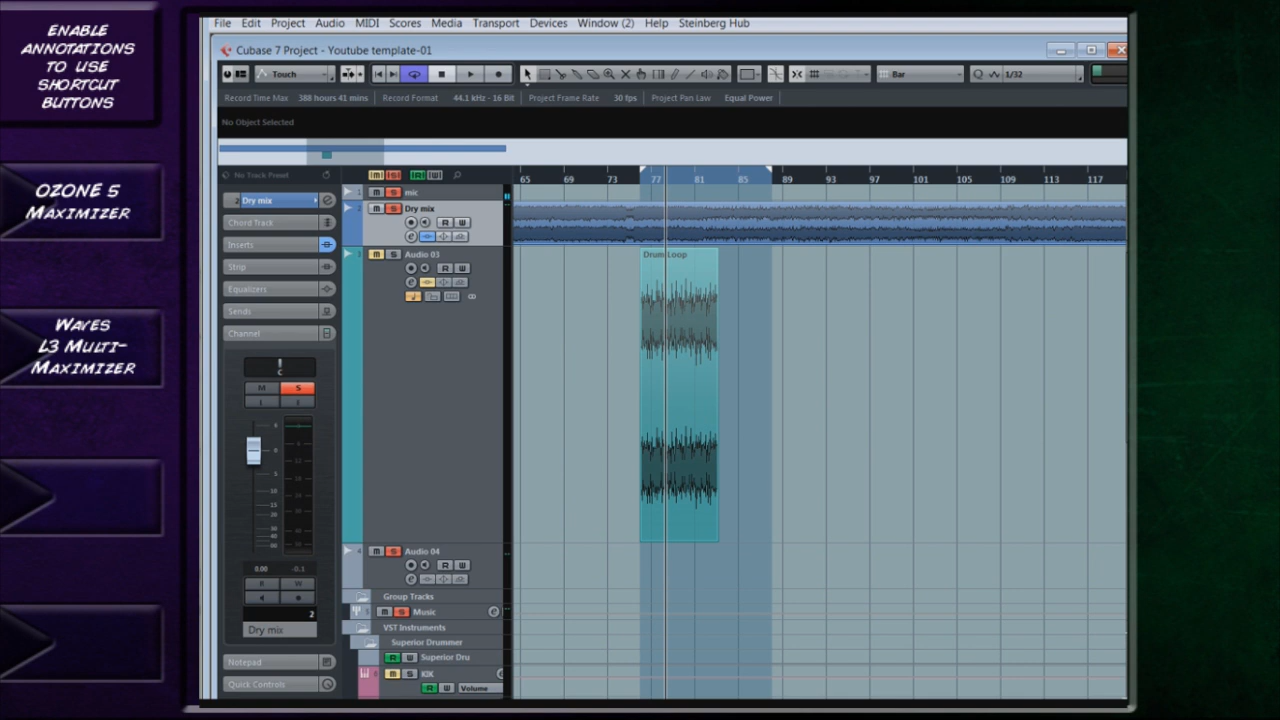 ENABLE
ANNOTATIONS
TO USE
SHORTCUT
BUTTONS
OZONE 5
MAXIMIZER
WAVES
L3 MULTI-
MAXIMIZER
File Edit Project Audio MIDI Scores Media Transport Devices Window (2) Help Steinberg Hub
Cubase 7 Project - Youtube template-01
Touch
Bar
1/32
Record Time Max 388 hours 41 mins Record Format 44.1 kHz - 16 Bit Project Frame Rate 30 fps Project Pan Law Equal Power
No Object Selected
No Track Preset
65 69 73 77 81 85 89 93 97 101 105 109 113 117
2 Dry mix
Chord Track
Inserts
Strip
Equalizers
Sends
Channel
C
M S
0.00 -0.1
R W
2
Dry mix
Notepad
Quick Controls
1 m S mic
2 m S Dry mix
R W
3 m S Audio 03
R W
Drum Loop
4 m S Audio 04
R W
Group Tracks
m S Music
VST Instruments
Superior Drummer
R W Superior Dru
m S KIK
R W Volume